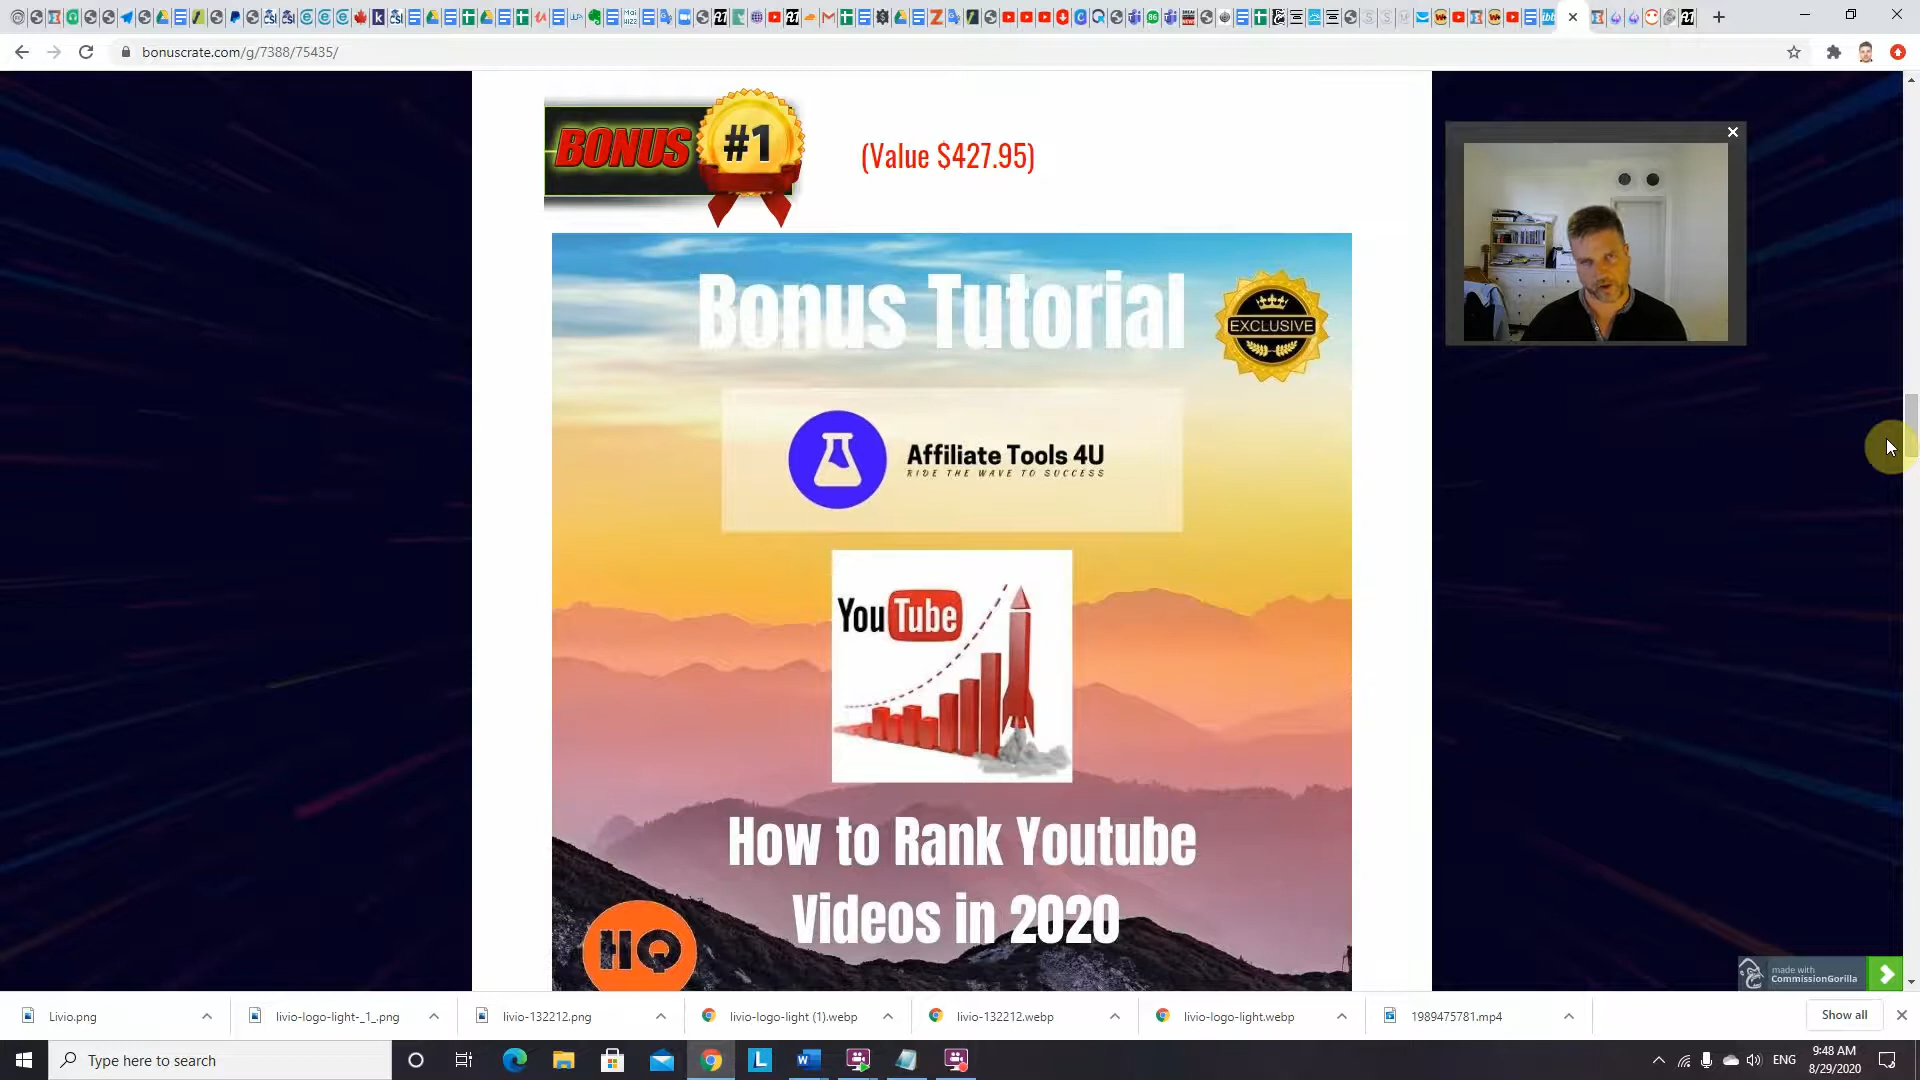 bonuscrate.com/g/7388/75435/
BONUS #1
(Value $427.95)
Bonus Tutorial
EXCLUSIVE
Affiliate Tools 4U
RIDE THE WAVE TO SUCCESS
YouTube
How to Rank Youtube
Videos in 2020
HQ
made with
CommissionGorilla
Livio.png
livio-logo-light-_1_.png
livio-132212.png
livio-logo-light (1).webp
livio-132212.webp
livio-logo-light.webp
1989475781.mp4
Show all
Type here to search
ENG
9:48 AM
8/29/2020